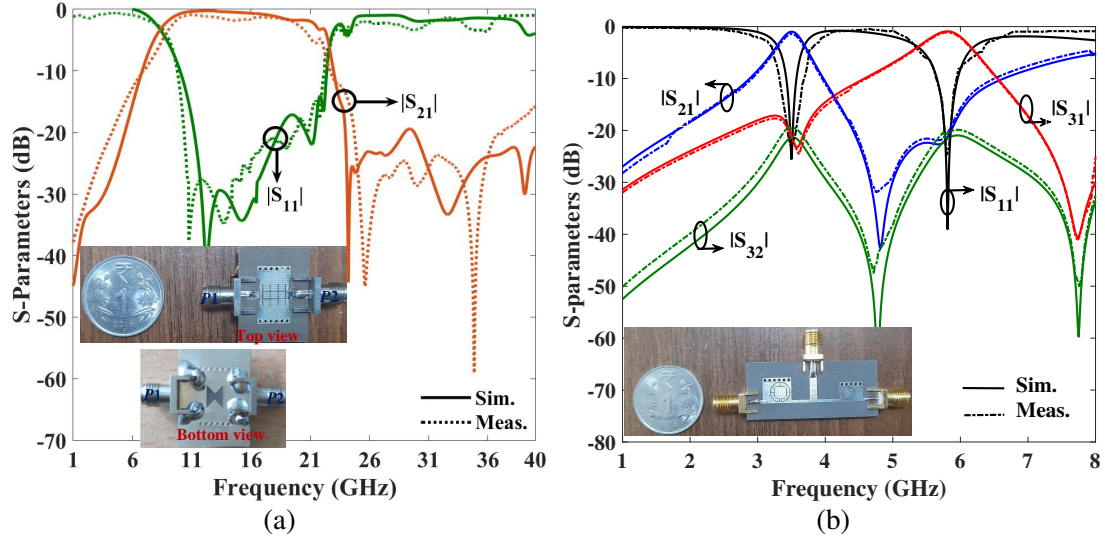 S-Parameters (dB)
0
-10
-20
-30
-40
-50
-60
-70
|S21|
|S11|
P1
P2
Top view
P1
P2
Bottom view
Sim.
Meas.
1
6
11
16
21
26
31
36
40
Frequency (GHz)
(a)
S-parameters (dB)
0
-10
-20
-30
-40
-50
-60
-70
-80
|S21|
|S31|
|S11|
|S32|
Sim.
Meas.
1
2
3
4
5
6
7
8
Frequency (GHz)
(b)